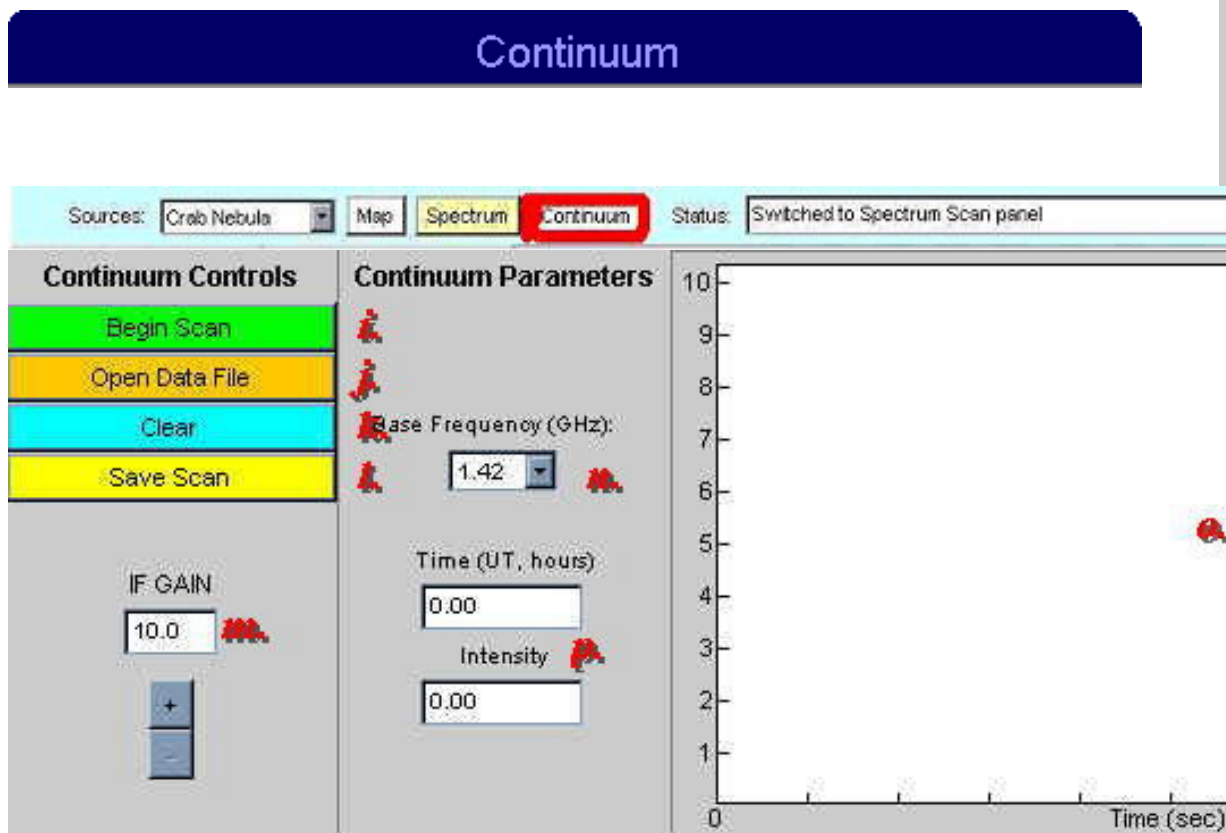 Continuum
Sources: Crab Nebula Map Spectrum Continuum Status: Switched to Spectrum Scan panel
Continuum Controls
Begin Scan i.
Open Data File j.
Clear k.
Save Scan l.
IF GAIN
10.0 m.
+
-
Continuum Parameters
Base Frequency (GHz):
1.42 n.
Time (UT, hours)
0.00
Intensity p.
0.00
10
9
8
7
6
5
4
3
2
1
0 Time (sec)